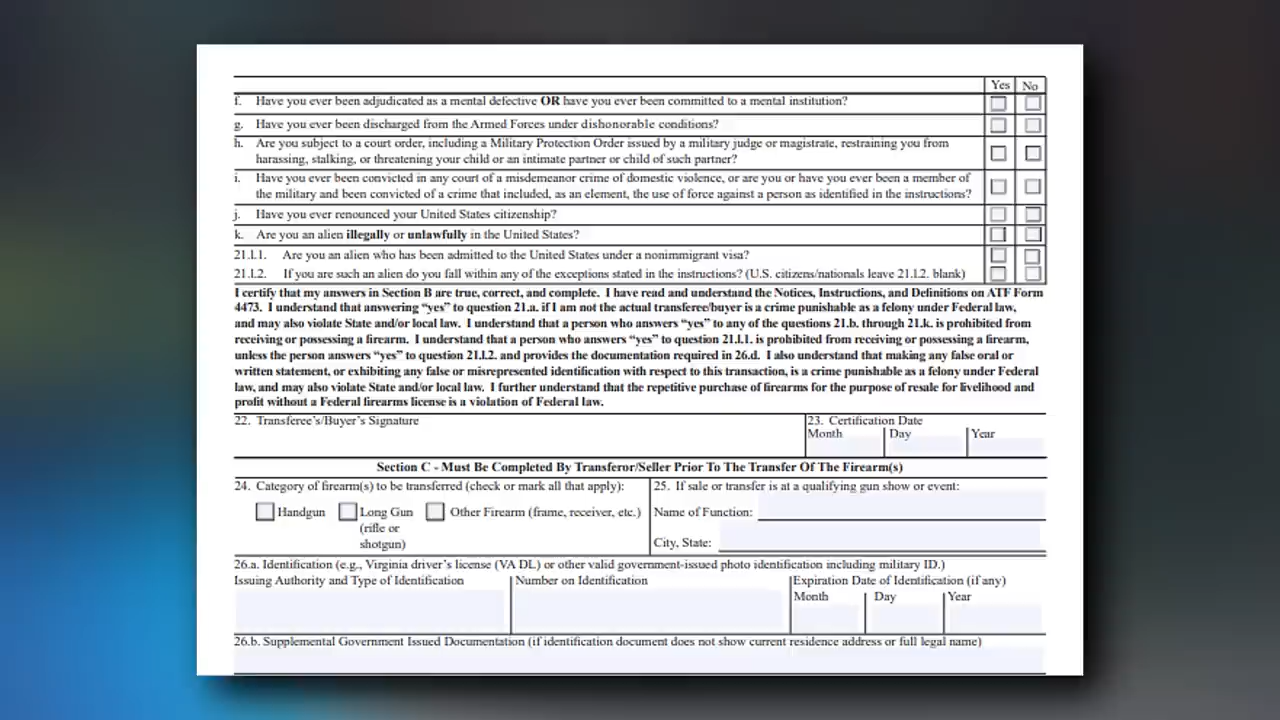 Yes No
f. Have you ever been adjudicated as a mental defective OR have you ever been committed to a mental institution?
g. Have you ever been discharged from the Armed Forces under dishonorable conditions?
h. Are you subject to a court order, including a Military Protection Order issued by a military judge or magistrate, restraining you from
harassing, stalking, or threatening your child or an intimate partner or child of such partner?
i. Have you ever been convicted in any court of a misdemeanor crime of domestic violence, or are you or have you ever been a member of
the military and been convicted of a crime that included, as an element, the use of force against a person as identified in the instructions?
j. Have you ever renounced your United States citizenship?
k. Are you an alien illegally or unlawfully in the United States?
21.l.1. Are you an alien who has been admitted to the United States under a nonimmigrant visa?
21.l.2. If you are such an alien do you fall within any of the exceptions stated in the instructions? (U.S. citizens/nationals leave 21.l.2. blank)
I certify that my answers in Section B are true, correct, and complete. I have read and understand the Notices, Instructions, and Definitions on ATF Form
4473. I understand that answering “yes” to question 21.a. if I am not the actual transferee/buyer is a crime punishable as a felony under Federal law,
and may also violate State and/or local law. I understand that a person who answers “yes” to any of the questions 21.b. through 21.k. is prohibited from
receiving or possessing a firearm. I understand that a person who answers “yes” to question 21.l.1. is prohibited from receiving or possessing a firearm,
unless the person answers “yes” to question 21.l.2. and provides the documentation required in 26.d. I also understand that making any false oral or
written statement, or exhibiting any false or misrepresented identification with respect to this transaction, is a crime punishable as a felony under Federal
law, and may also violate State and/or local law. I further understand that the repetitive purchase of firearms for the purpose of resale for livelihood and
profit without a Federal firearms license is a violation of Federal law.
22. Transferee’s/Buyer’s Signature
23. Certification Date
Month Day Year
Section C - Must Be Completed By Transferor/Seller Prior To The Transfer Of The Firearm(s)
24. Category of firearm(s) to be transferred (check or mark all that apply):
Handgun Long Gun Other Firearm (frame, receiver, etc.)
(rifle or
shotgun)
25. If sale or transfer is at a qualifying gun show or event:
Name of Function:
City, State:
26.a. Identification (e.g., Virginia driver’s license (VA DL) or other valid government-issued photo identification including military ID.)
Issuing Authority and Type of Identification Number on Identification Expiration Date of Identification (if any)
Month Day Year
26.b. Supplemental Government Issued Documentation (if identification document does not show current residence address or full legal name)